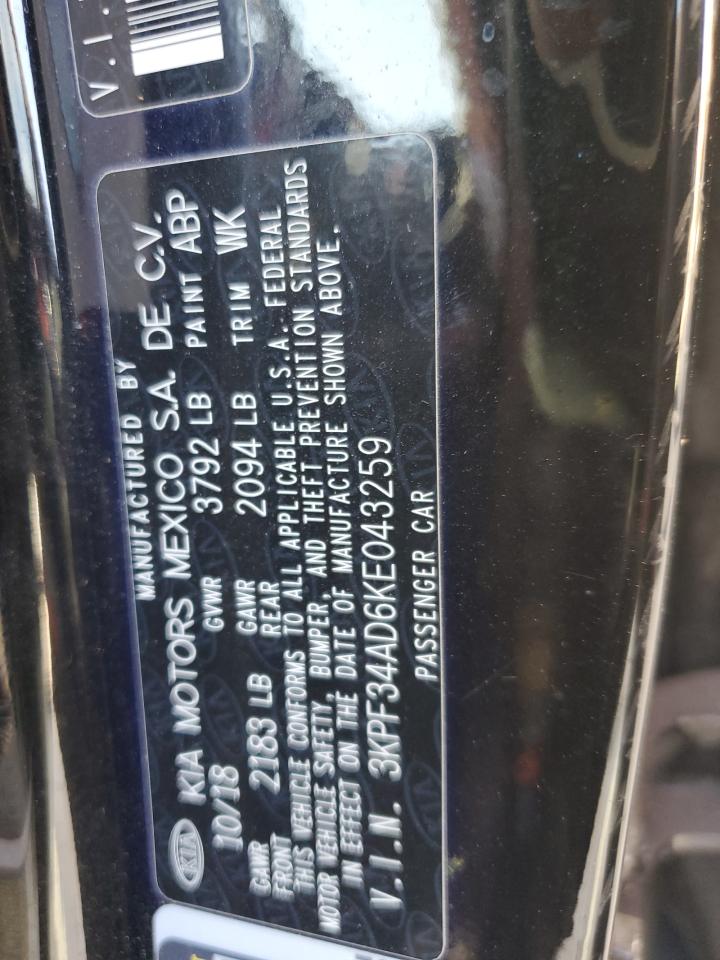 V.I.
MANUFACTURED BY
KIA KIA MOTORS MEXICO S.A. DE C.V.
10/18 GVWR 3792 LB PAINT ABP
GAWR FRONT 2183 LB GAWR REAR 2094 LB TRIM WK
THIS VEHICLE CONFORMS TO ALL APPLICABLE U.S.A. FEDERAL
MOTOR VEHICLE SAFETY, BUMPER, AND THEFT PREVENTION STANDARDS
IN EFFECT ON THE DATE OF MANUFACTURE SHOWN ABOVE.
V.I.N. 3KPF34AD6KE043259
PASSENGER CAR